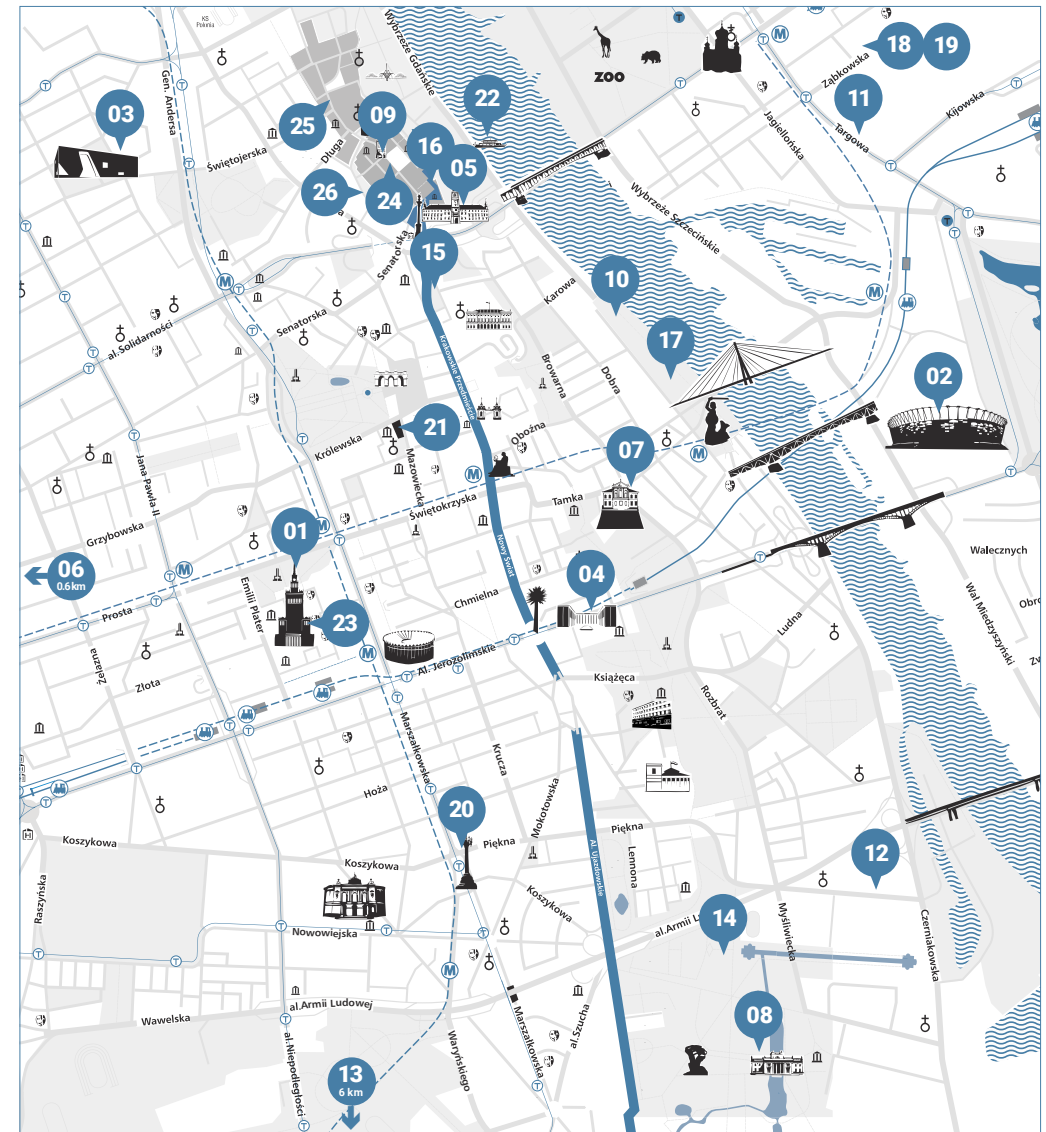 KS
Polonia
Wybrzeże Gdańskie
ZOO
M
18
19
Ząbkowska
11
Targowa
Kijowska
Jagiellońska
Gen. Andersa
03
22
25
09
16
05
Długa
Świętojerska
26
24
Senatorska
15
Wybrzeże Szczecińskie
10
Karowa
M
M
17
al.Solidarności
Senatorska
Krakowskie Przedmieście
Browarna
Dobra
02
Królewska
21
Oboźna
07
M
Mazowiecka
M
Jana Pawła II
Świętokrzyska
Tamka
Grzybowska
01
M
Nowy Świat
06
0.6 km
M
Emilii Plater
Chmielna
04
Walecznych
Prosta
23
Wał Miedzyszyński
Ludna
M
Al. Jerozolimskie
Żelazna
Złota
Książęca
Rozbrat
Marszałkowska
Krucza
Hoża
Mokotowska
20
Piękna
Piękna
Koszykowa
Koszykowa
Al. Ujazdowskie
Lennona
12
Raszyńska
Koszykowa
14
Myśliwiecka
Czerniakowska
Nowowiejska
M
al.Armii Ludowej
Wawelska
Marszałkowska
al.Szucha
08
al.Niepodległości
Waryńskiego
13
6 km